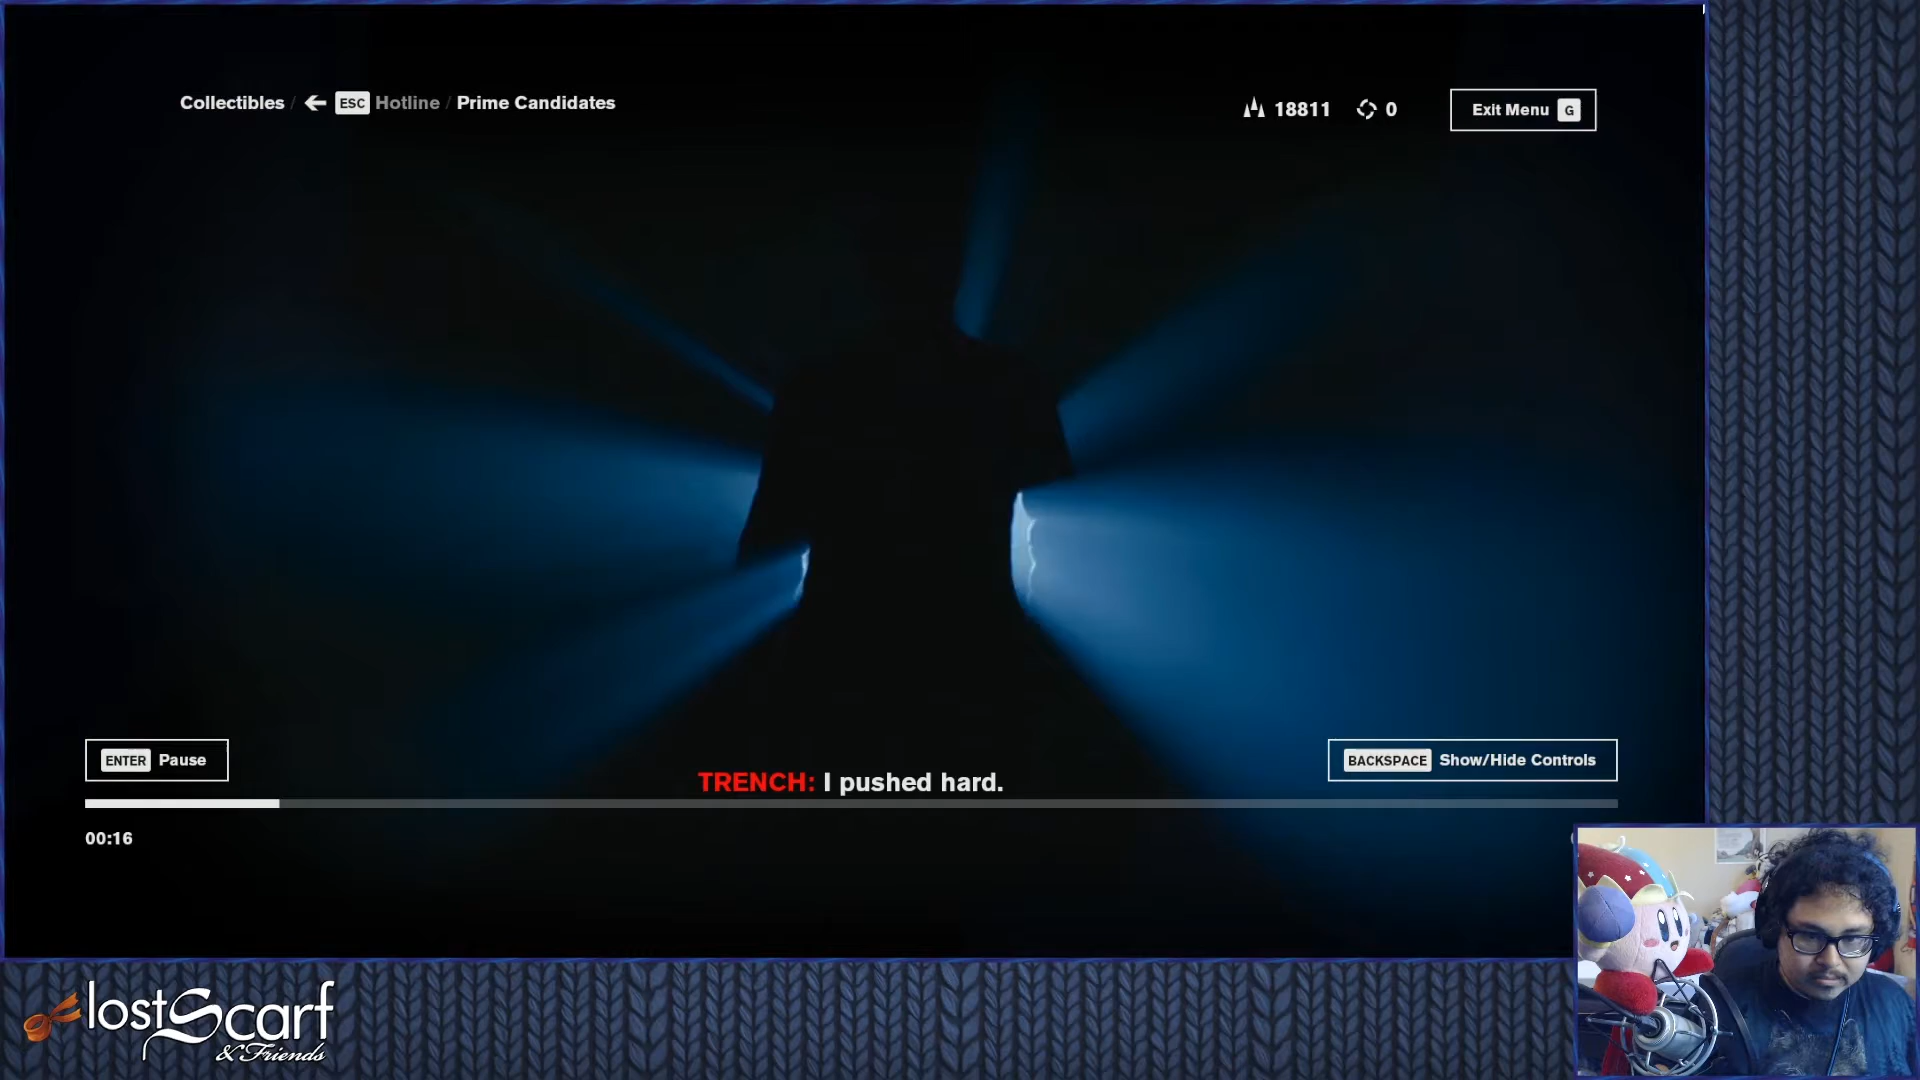 Collectibles / ESC Hotline / Prime Candidates
18811 0
Exit Menu G
ENTER Pause
BACKSPACE Show/Hide Controls
TRENCH: I pushed hard.
00:16
lostScarf
& Friends